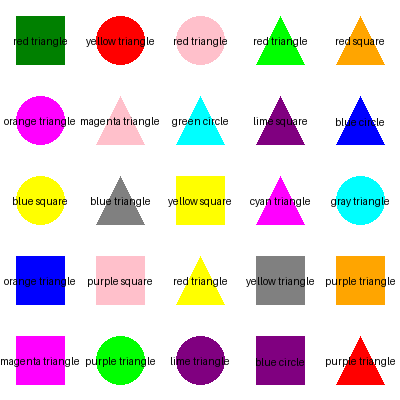 red triangle yellow triangle red triangle red triangle red square
orange triangle magenta triangle green circle lime square blue circle
blue square blue triangle yellow square cyan triangle gray triangle
orange triangle purple square red triangle yellow triangle purple triangle
magenta triangle purple triangle lime triangle blue circle purple triangle